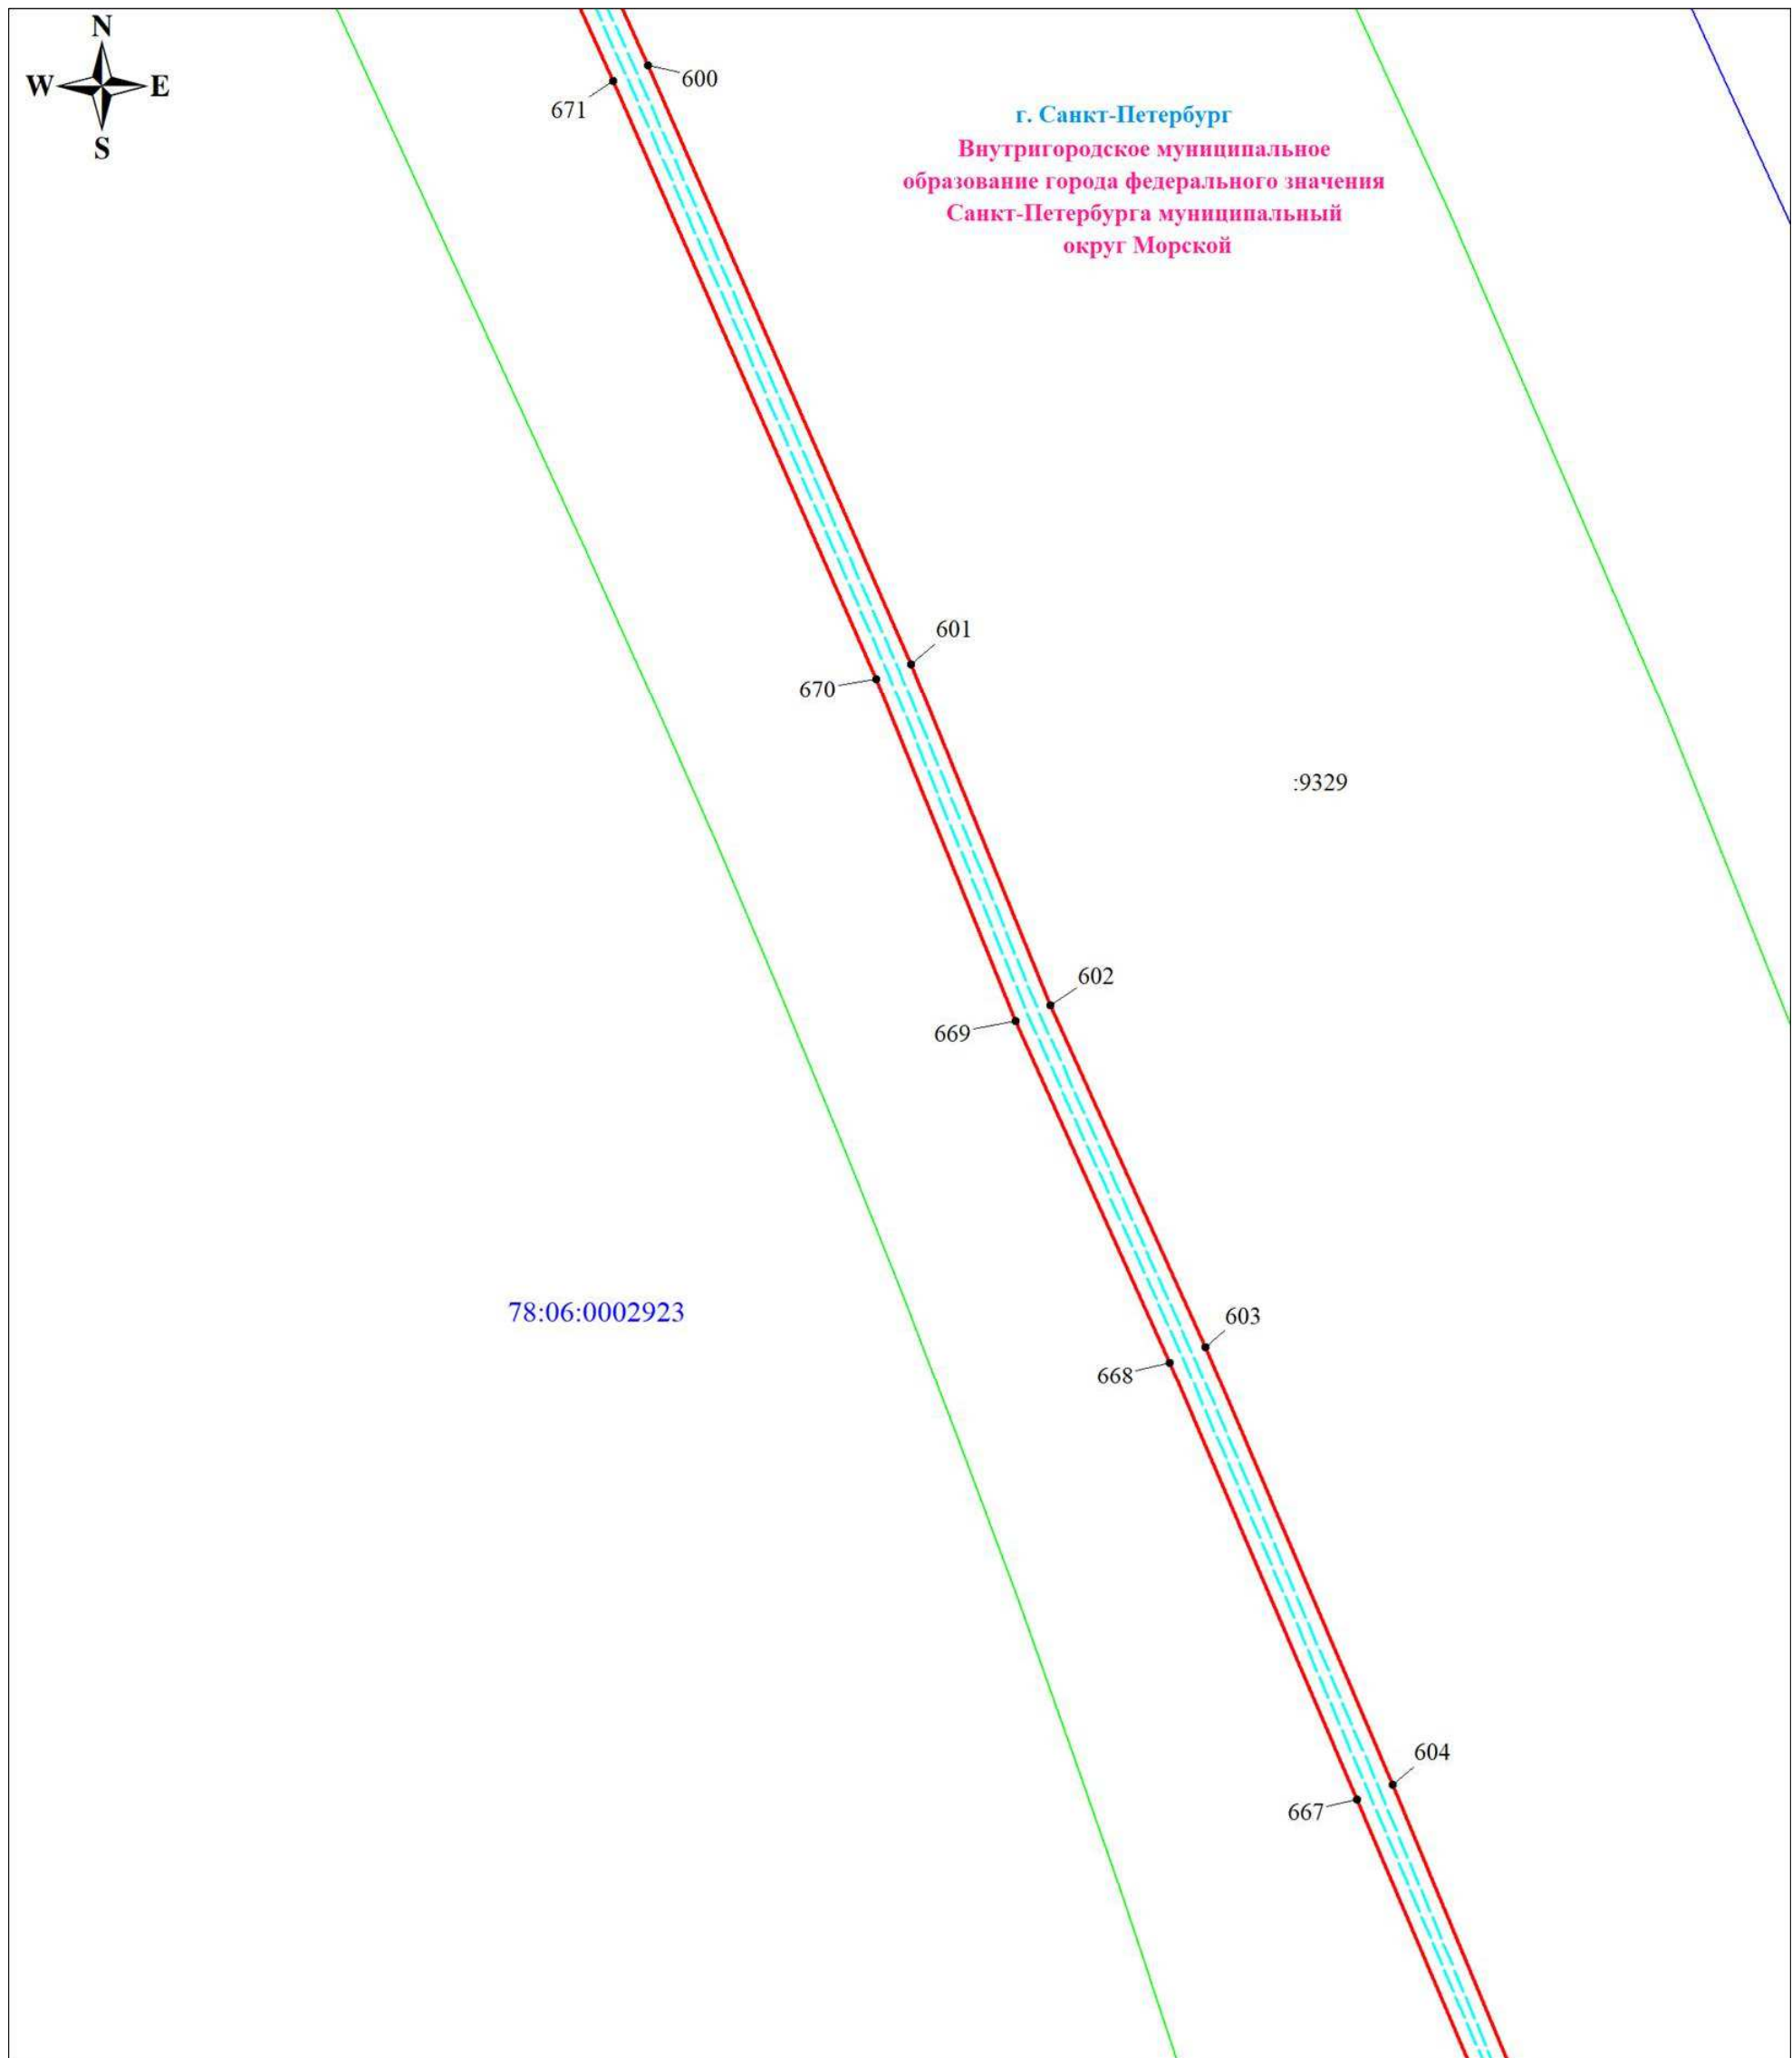 N
W E
S
600
671
г. Санкт-Петербург
Внутригородское муниципальное
образование города федерального значения
Санкт-Петербурга муниципальный
округ Морской
601
670
:9329
602
669
78:06:0002923
603
668
604
667